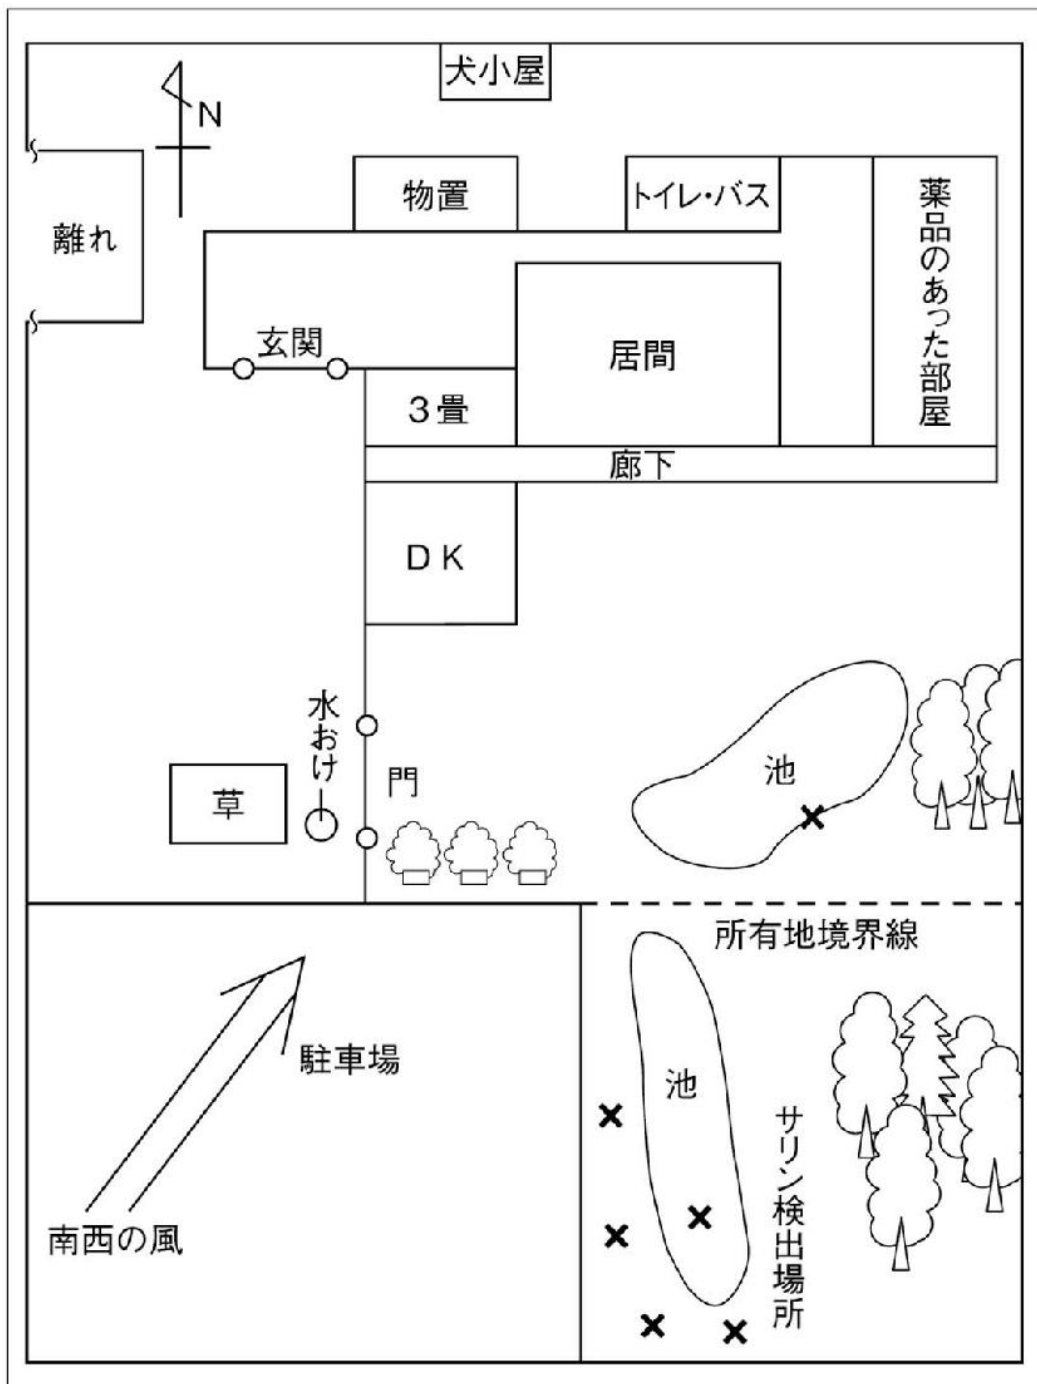 犬小屋
N
物置
トイレ・バス
薬品のあった部屋
離れ
玄関
居間
3畳
廊下
DK
水おけ
門
草
池
所有地境界線
駐車場
池
サリン検出場所
南西の風